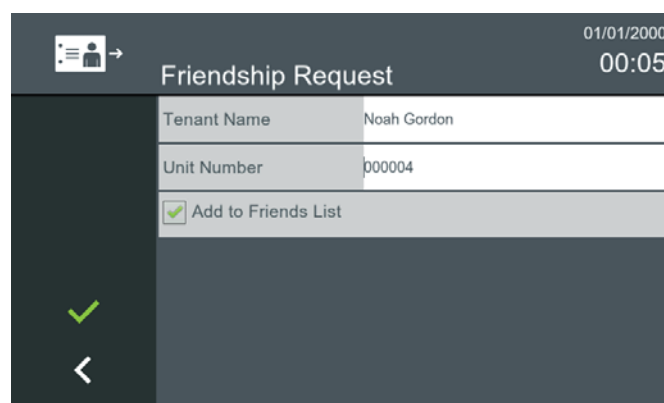 01/01/2000
00:05
Friendship Request
Tenant Name Noah Gordon
Unit Number 000004
Add to Friends List